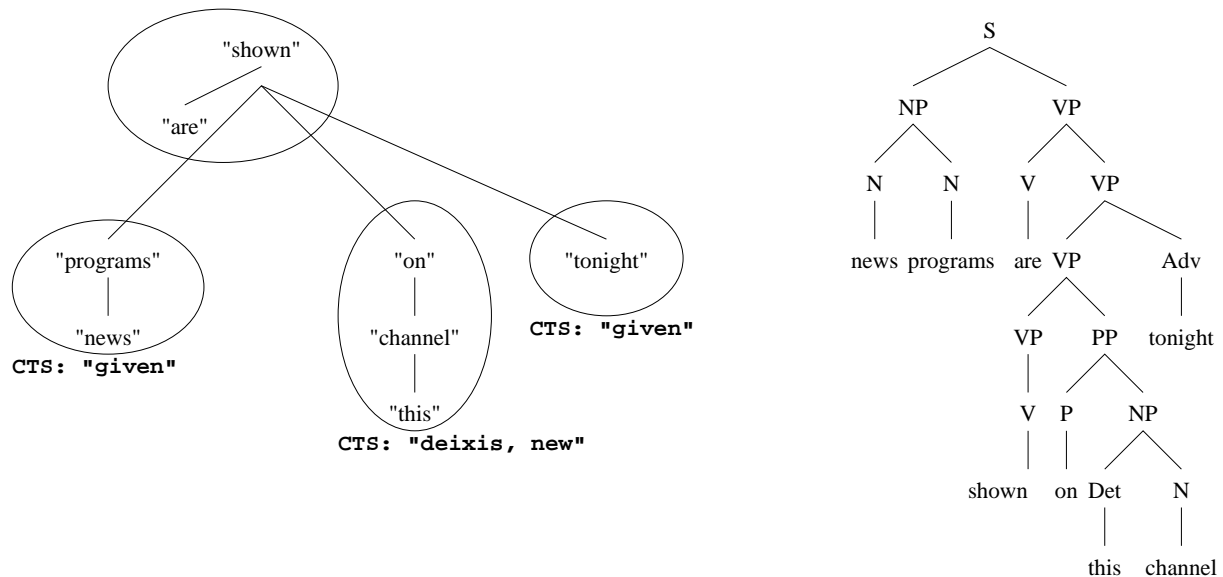 "shown"
"are"
"programs" "on" "tonight"
CTS: "given"
"news" "channel"
CTS: "given"
"this"
CTS: "deixis, new"
S
NP VP
N N V VP
news programs are VP Adv
VP PP tonight
V P NP
shown on Det N
this channel